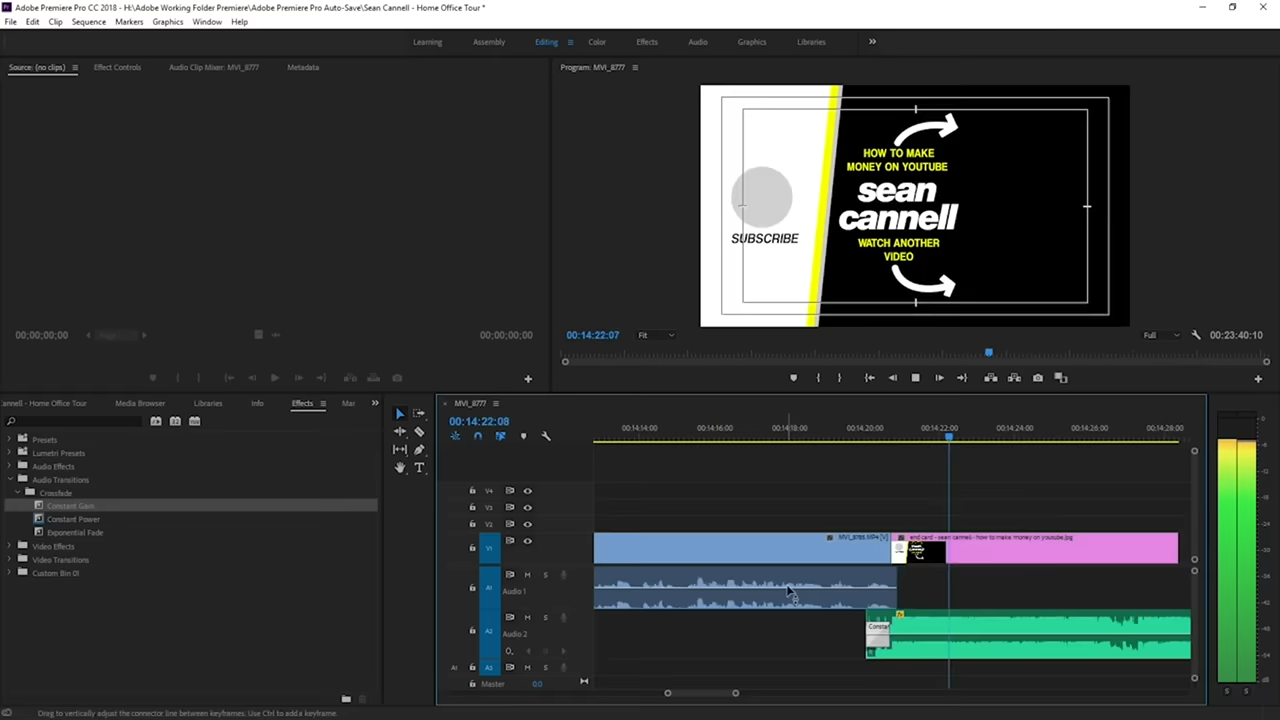 Adobe Premiere Pro CC 2018 - H:\Adobe Working Folder Premiere\Adobe Premiere Pro Auto-Save\Sean Cannell - Home Office Tour *
File Edit Clip Sequence Markers Graphics Window Help
Learning Assembly Editing Color Effects Audio Graphics Libraries
Source: (no clips) Effect Controls Audio Clip Mixer: MVI_8777 Metadata
Program: MVI_8777
HOW TO MAKE
MONEY ON YOUTUBE
sean
cannell
SUBSCRIBE
WATCH ANOTHER
VIDEO
00;00;00;00
00;00;00;00
00:14:22:07 Fit Full 00:23:40:10
annell - Home Office Tour Media Browser Libraries Info Effects Mar
Presets
Lumetri Presets
Audio Effects
Audio Transitions
Crossfade
Constant Gain
Constant Power
Exponential Fade
Video Effects
Video Transitions
Custom Bin 01
MVI_8777
00:14:22:08
00:14:14:00 00:14:16:00 00:14:18:00 00:14:20:00 00:14:22:00 00:14:24:00 00:14:26:00 00:14:28:00
V4
V3
V2
V1
MVI_8785.MP4 [V] end card - sean cannell - how to make money on youtube.jpg
A1 M S
Audio 1
A2 M S
Audio 2
Constar
A1 A3 M S
Master 0.0
S S
Drag to vertically adjust the connector line between keyframes. Use Ctrl to add a keyframe.